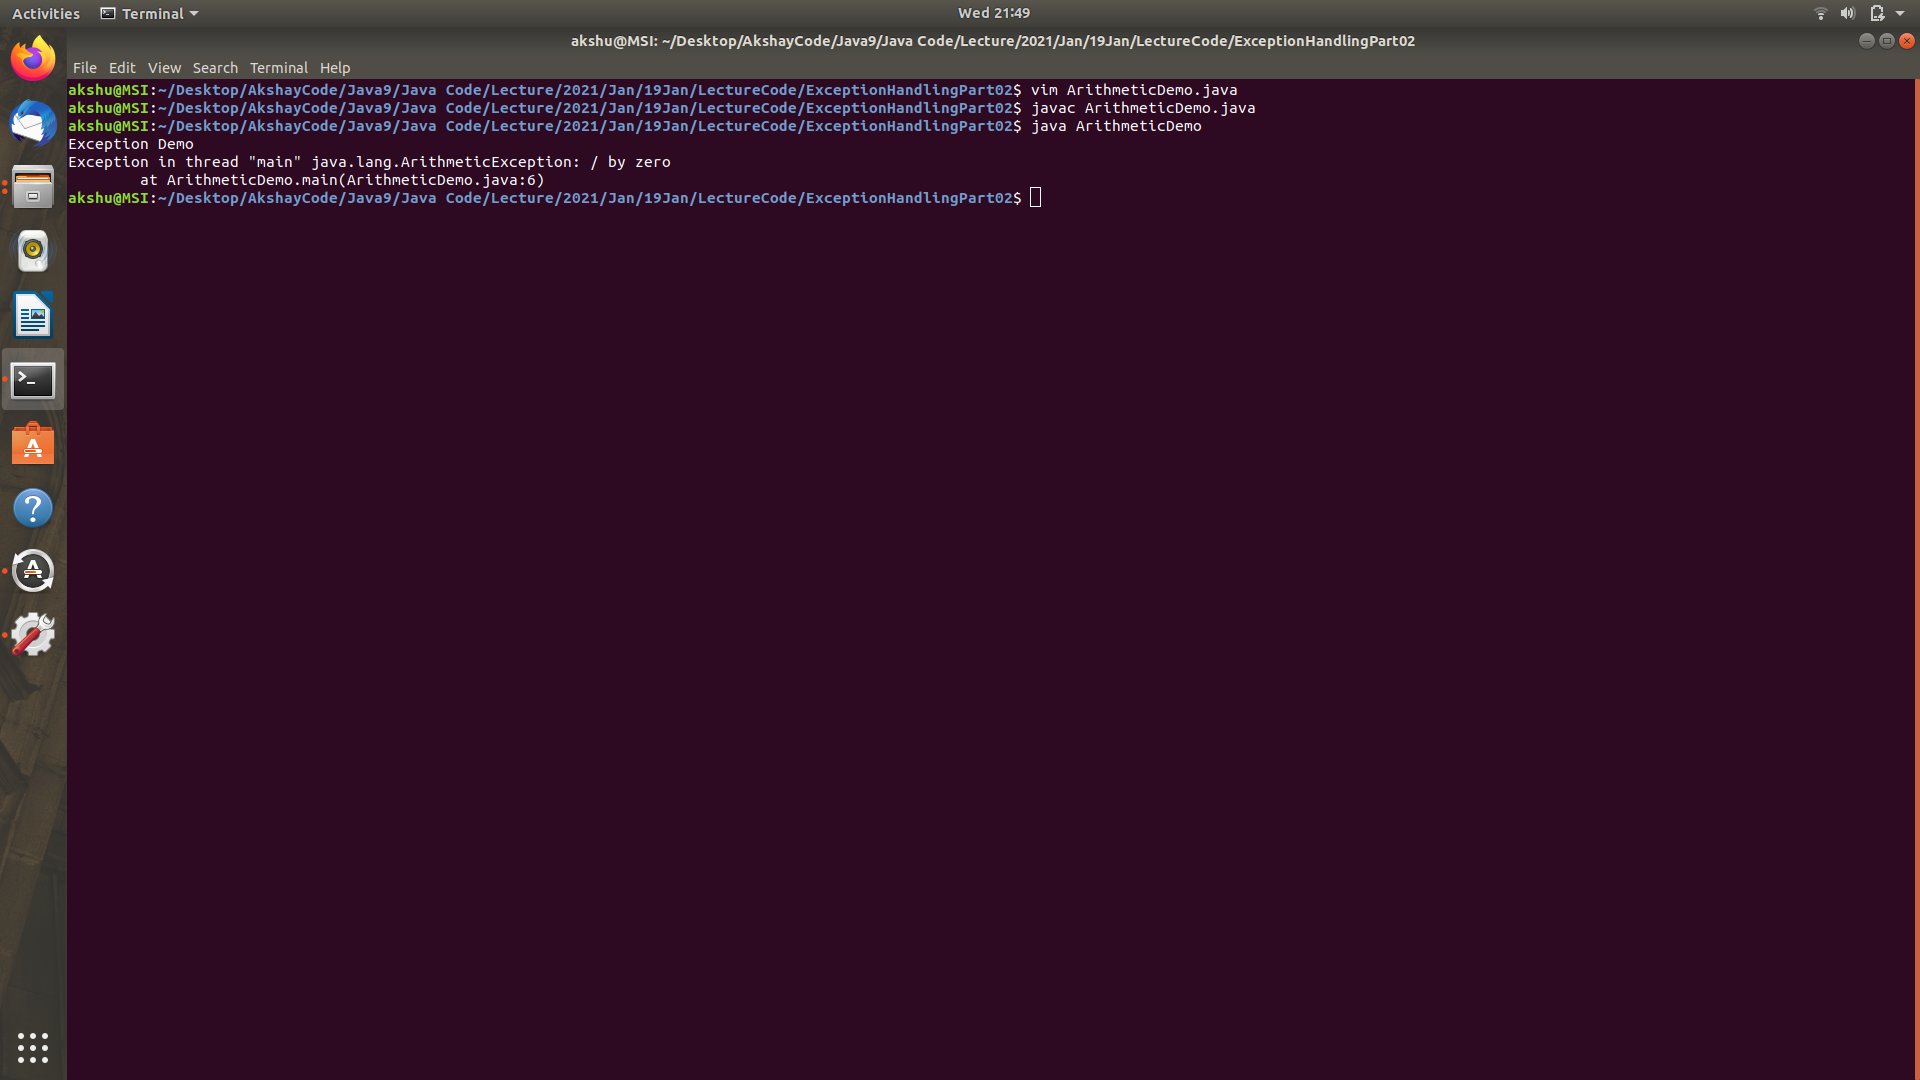 Activities Terminal Wed 21:49
akshu@MSI: ~/Desktop/AkshayCode/Java9/Java Code/Lecture/2021/Jan/19Jan/LectureCode/ExceptionHandlingPart02
File Edit View Search Terminal Help
akshu@MSI:~/Desktop/AkshayCode/Java9/Java Code/Lecture/2021/Jan/19Jan/LectureCode/ExceptionHandlingPart02$ vim ArithmeticDemo.java
akshu@MSI:~/Desktop/AkshayCode/Java9/Java Code/Lecture/2021/Jan/19Jan/LectureCode/ExceptionHandlingPart02$ javac ArithmeticDemo.java
akshu@MSI:~/Desktop/AkshayCode/Java9/Java Code/Lecture/2021/Jan/19Jan/LectureCode/ExceptionHandlingPart02$ java ArithmeticDemo
Exception Demo
Exception in thread "main" java.lang.ArithmeticException: / by zero
        at ArithmeticDemo.main(ArithmeticDemo.java:6)
akshu@MSI:~/Desktop/AkshayCode/Java9/Java Code/Lecture/2021/Jan/19Jan/LectureCode/ExceptionHandlingPart02$